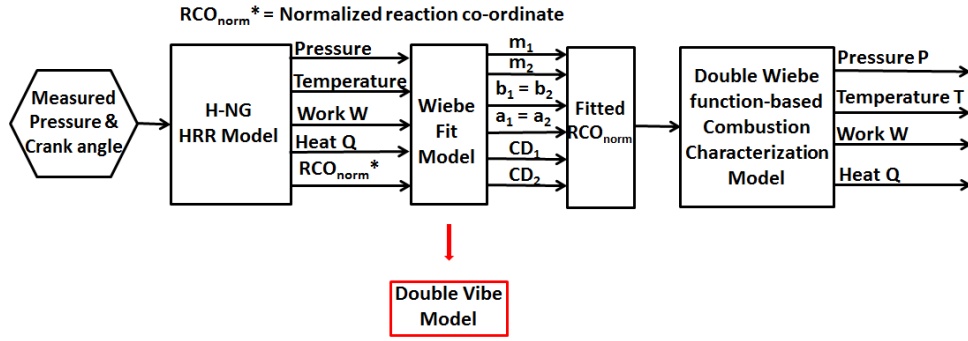 RCOnorm* = Normalized reaction co-ordinate
Measured
Pressure &
Crank angle
H-NG
HRR Model
Pressure
Temperature
Work W
Heat Q
RCOnorm*
Wiebe
Fit
Model
m1
m2
b1 = b2
a1 = a2
CD1
CD2
Fitted
RCOnorm
Double Wiebe
function-based
Combustion
Characterization
Model
Pressure P
Temperature T
Work W
Heat Q
Double Vibe
Model